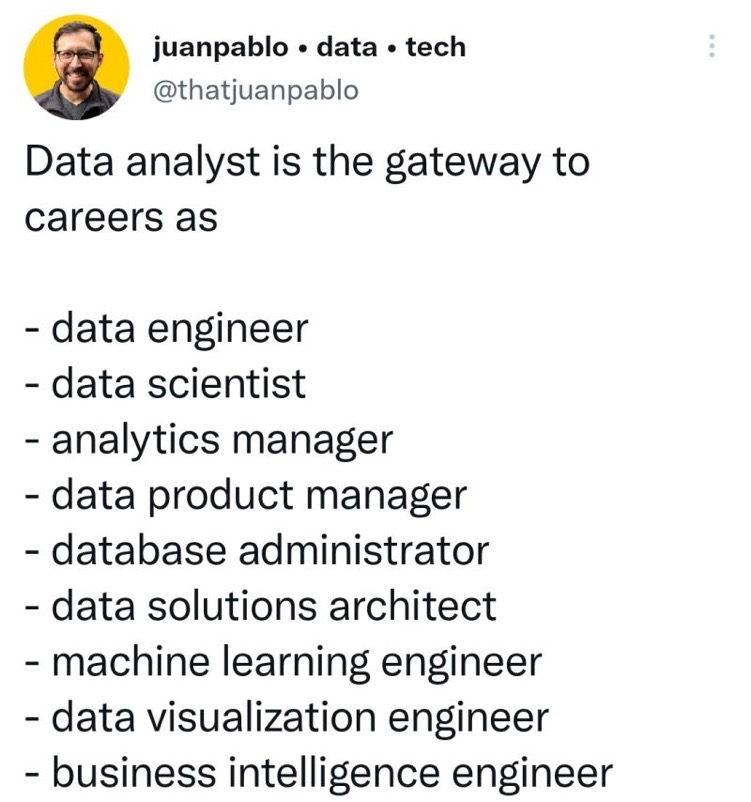 juanpablo • data • tech
@thatjuanpablo
Data analyst is the gateway to
careers as
- data engineer
- data scientist
- analytics manager
- data product manager
- database administrator
- data solutions architect
- machine learning engineer
- data visualization engineer
- business intelligence engineer